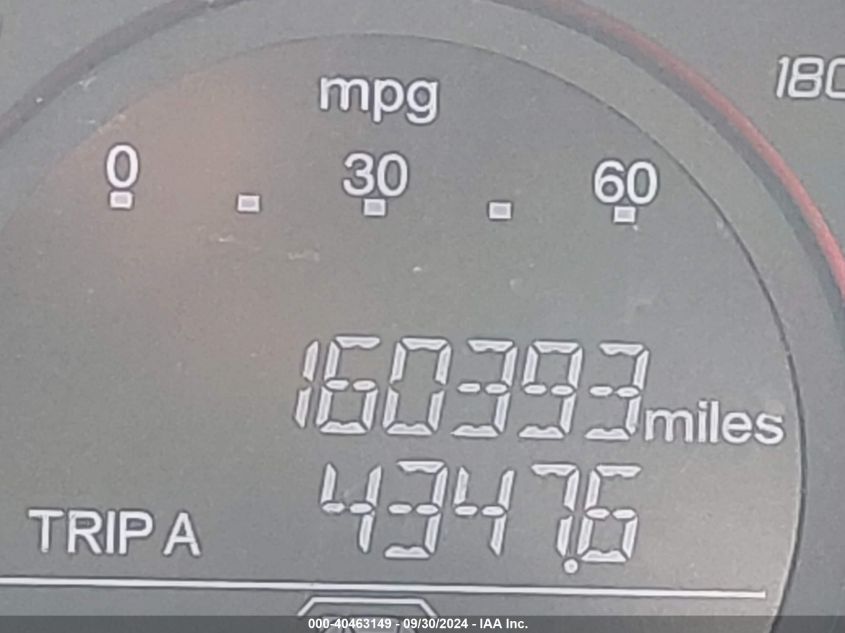 mpg
180
0 30 60
160393 miles
TRIP A 4347.6
000-40463149 - 09/30/2024 - IAA Inc.